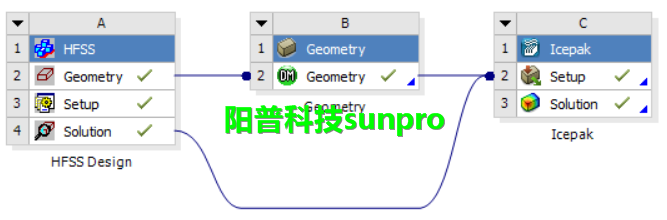 A
1 HFSS
2 Geometry
3 Setup
4 Solution
HFSS Design
B
1 Geometry
2 DM Geometry
Geometry
阳普科技sunpro
C
1 Icepak
2 Setup
3 Solution
Icepak